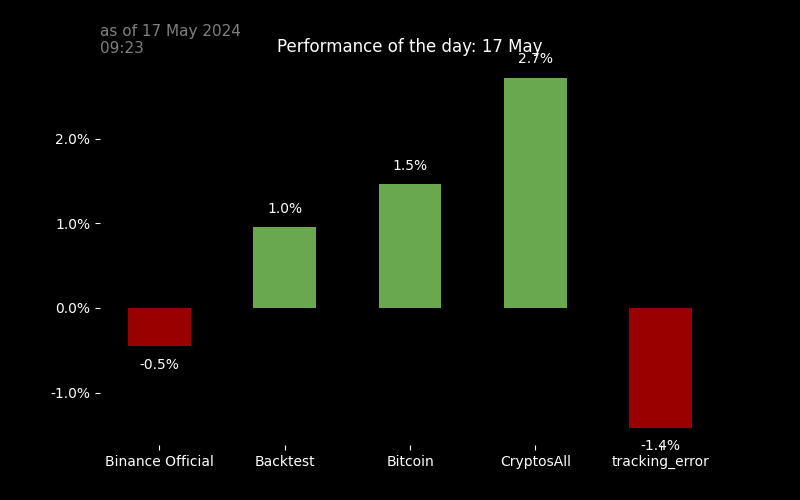 as of 17 May 2024
09:23
Performance of the day: 17 May
2.7%
2.0%
1.5%
1.0%
1.0%
0.0%
-0.5%
-1.0%
-1.4%
Binance Official
Backtest
Bitcoin
CryptosAll
tracking_error